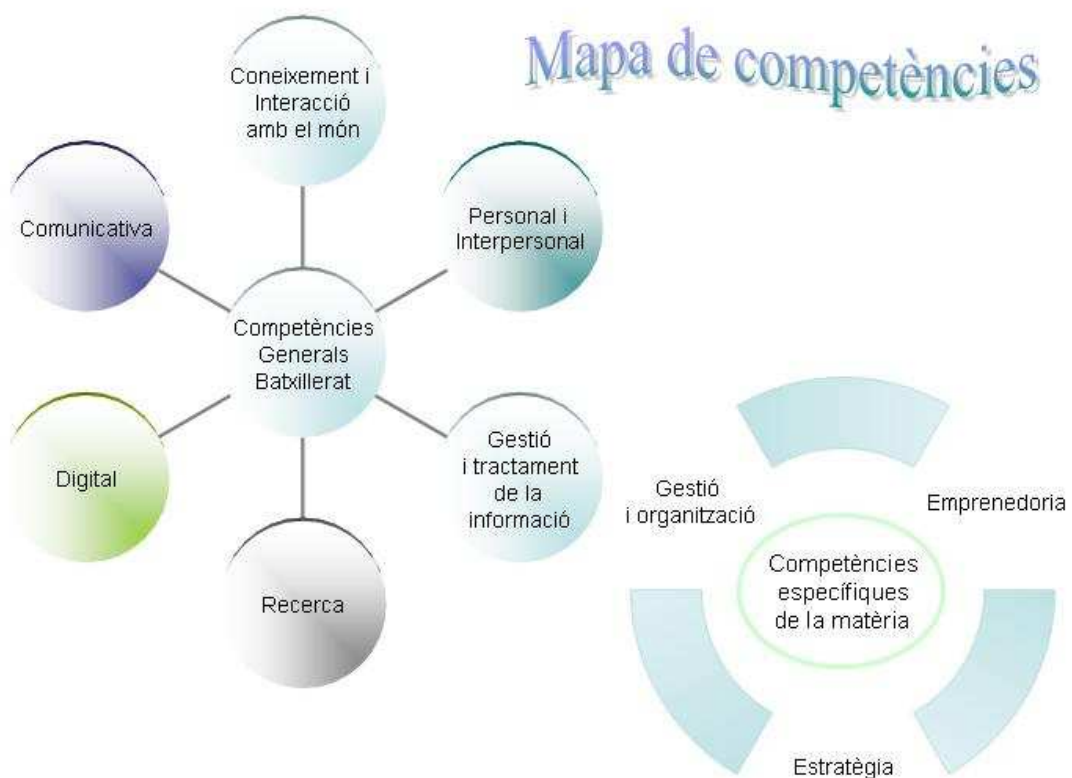 Mapa de competències
Coneixement i
Interacció
amb el món
Comunicativa
Personal i
Interpersonal
Competències
Generals
Batxillerat
Digital
Gestió
i tractament
de la
informació
Recerca
Gestió
i organització
Emprenedoria
Competències
específiques
de la matèria
Estratègia